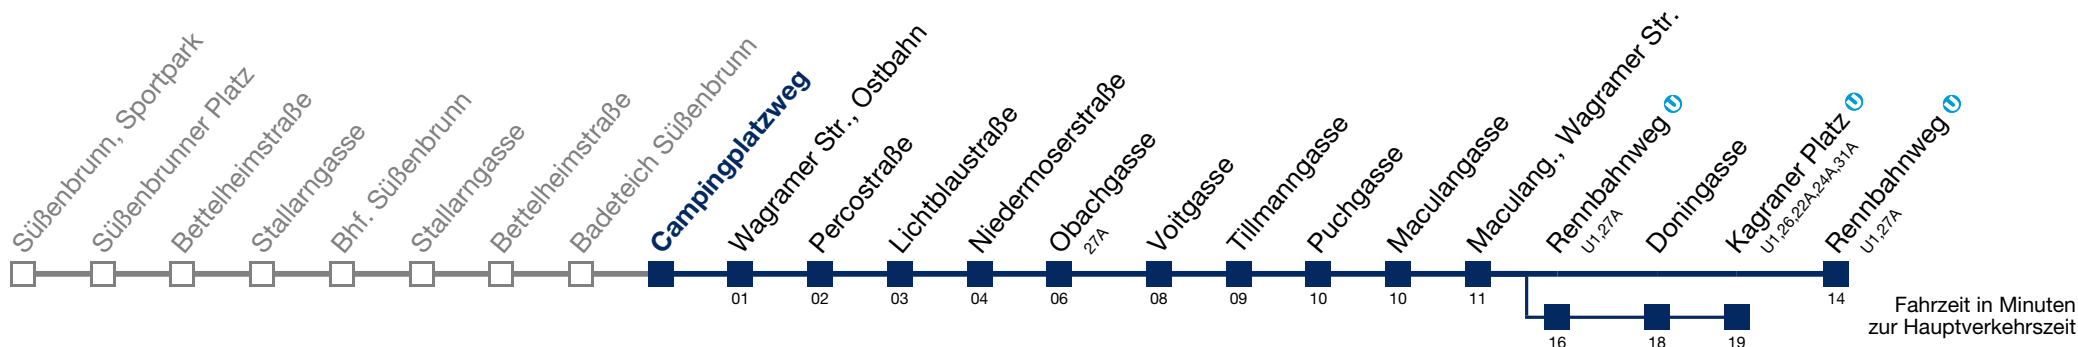 Süßenbrunn, Sportpark
Süßenbrunner Platz
Bettelheimstraße
Stallarngasse
Bhf. Süßenbrunn
Stallarngasse
Bettelheimstraße
Badeteich Süßenbrunn
Campingplatzweg
Wagramer Str., Ostbahn
01
Percostraße
02
Lichtblaustraße
03
Niedermoserstraße
04
Obachgasse
27A
06
Voitgasse
08
Tillmanngasse
09
Puchgasse
10
Maculangasse
10
Maculang., Wagramer Str.
11
Rennbahnweg U
U1,27A
16
Doningasse
18
Kagraner Platz U
U1,26,22A,24A,31A
19
Rennbahnweg U
U1,27A
14
Fahrzeit in Minuten
zur Hauptverkehrszeit